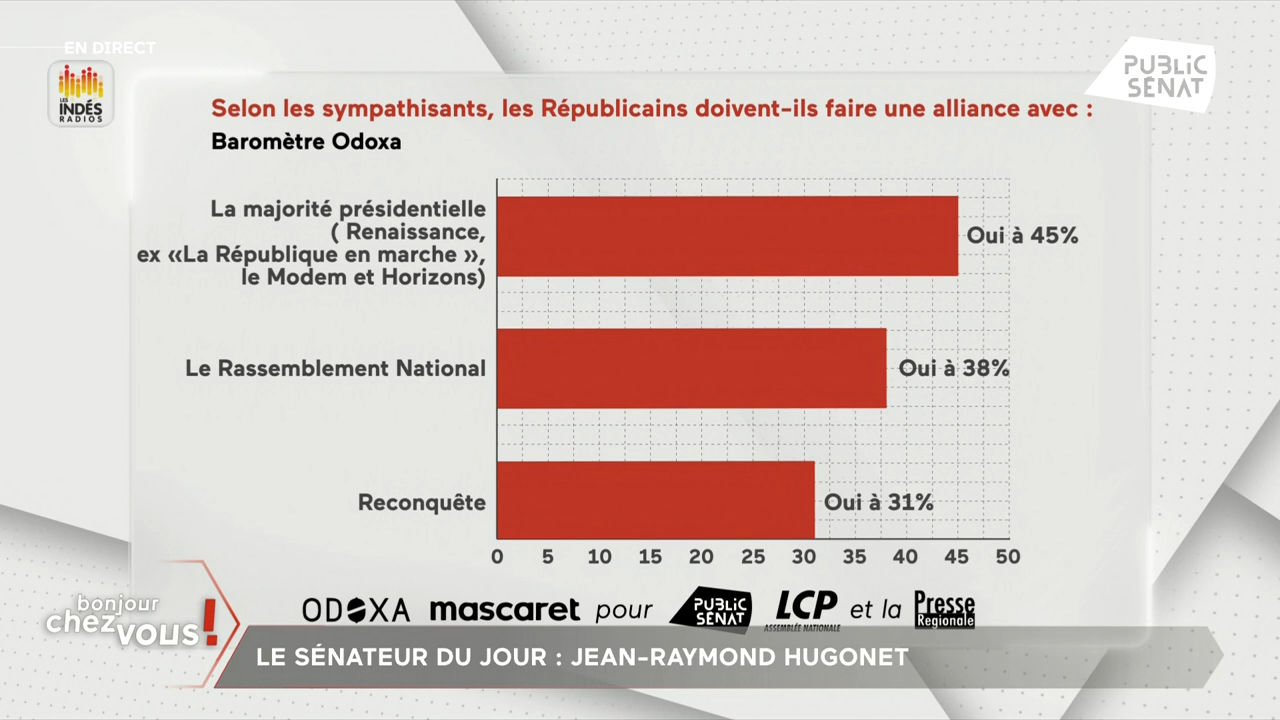 EN DIRECT
LES
INDÉS
RADIOS
PUBLIC
SÉNAT
Selon les sympathisants, les Républicains doivent-ils faire une alliance avec :
Baromètre Odoxa
La majorité présidentielle
( Renaissance,
ex «La République en marche »,
le Modem et Horizons)
Oui à 45%
Le Rassemblement National
Oui à 38%
Reconquête
Oui à 31%
0 5 10 15 20 25 30 35 40 45 50
ODOXA mascaret pour PUBLIC SÉNAT LCP ASSEMBLÉE NATIONALE et la Presse Regionale
bonjour
chez
vous!
LE SÉNATEUR DU JOUR : JEAN-RAYMOND HUGONET